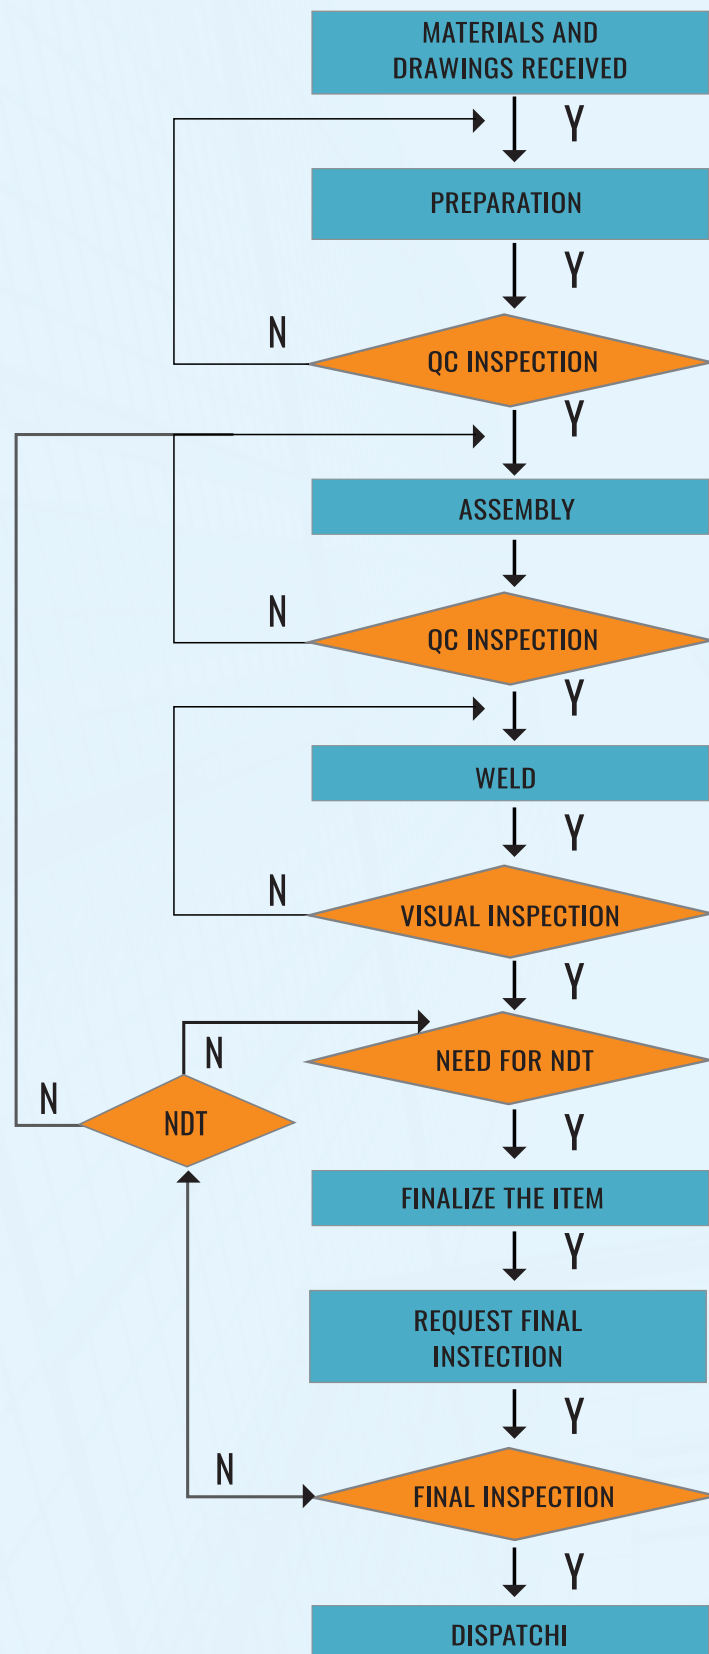 MATERIALS AND
DRAWINGS RECEIVED
Y
PREPARATION
Y
N
QC INSPECTION
Y
ASSEMBLY
N
QC INSPECTION
Y
WELD
Y
N
VISUAL INSPECTION
Y
N
NEED FOR NDT
N
NDT
Y
FINALIZE THE ITEM
Y
REQUEST FINAL
INSTECTION
Y
N
FINAL INSPECTION
Y
DISPATCHI